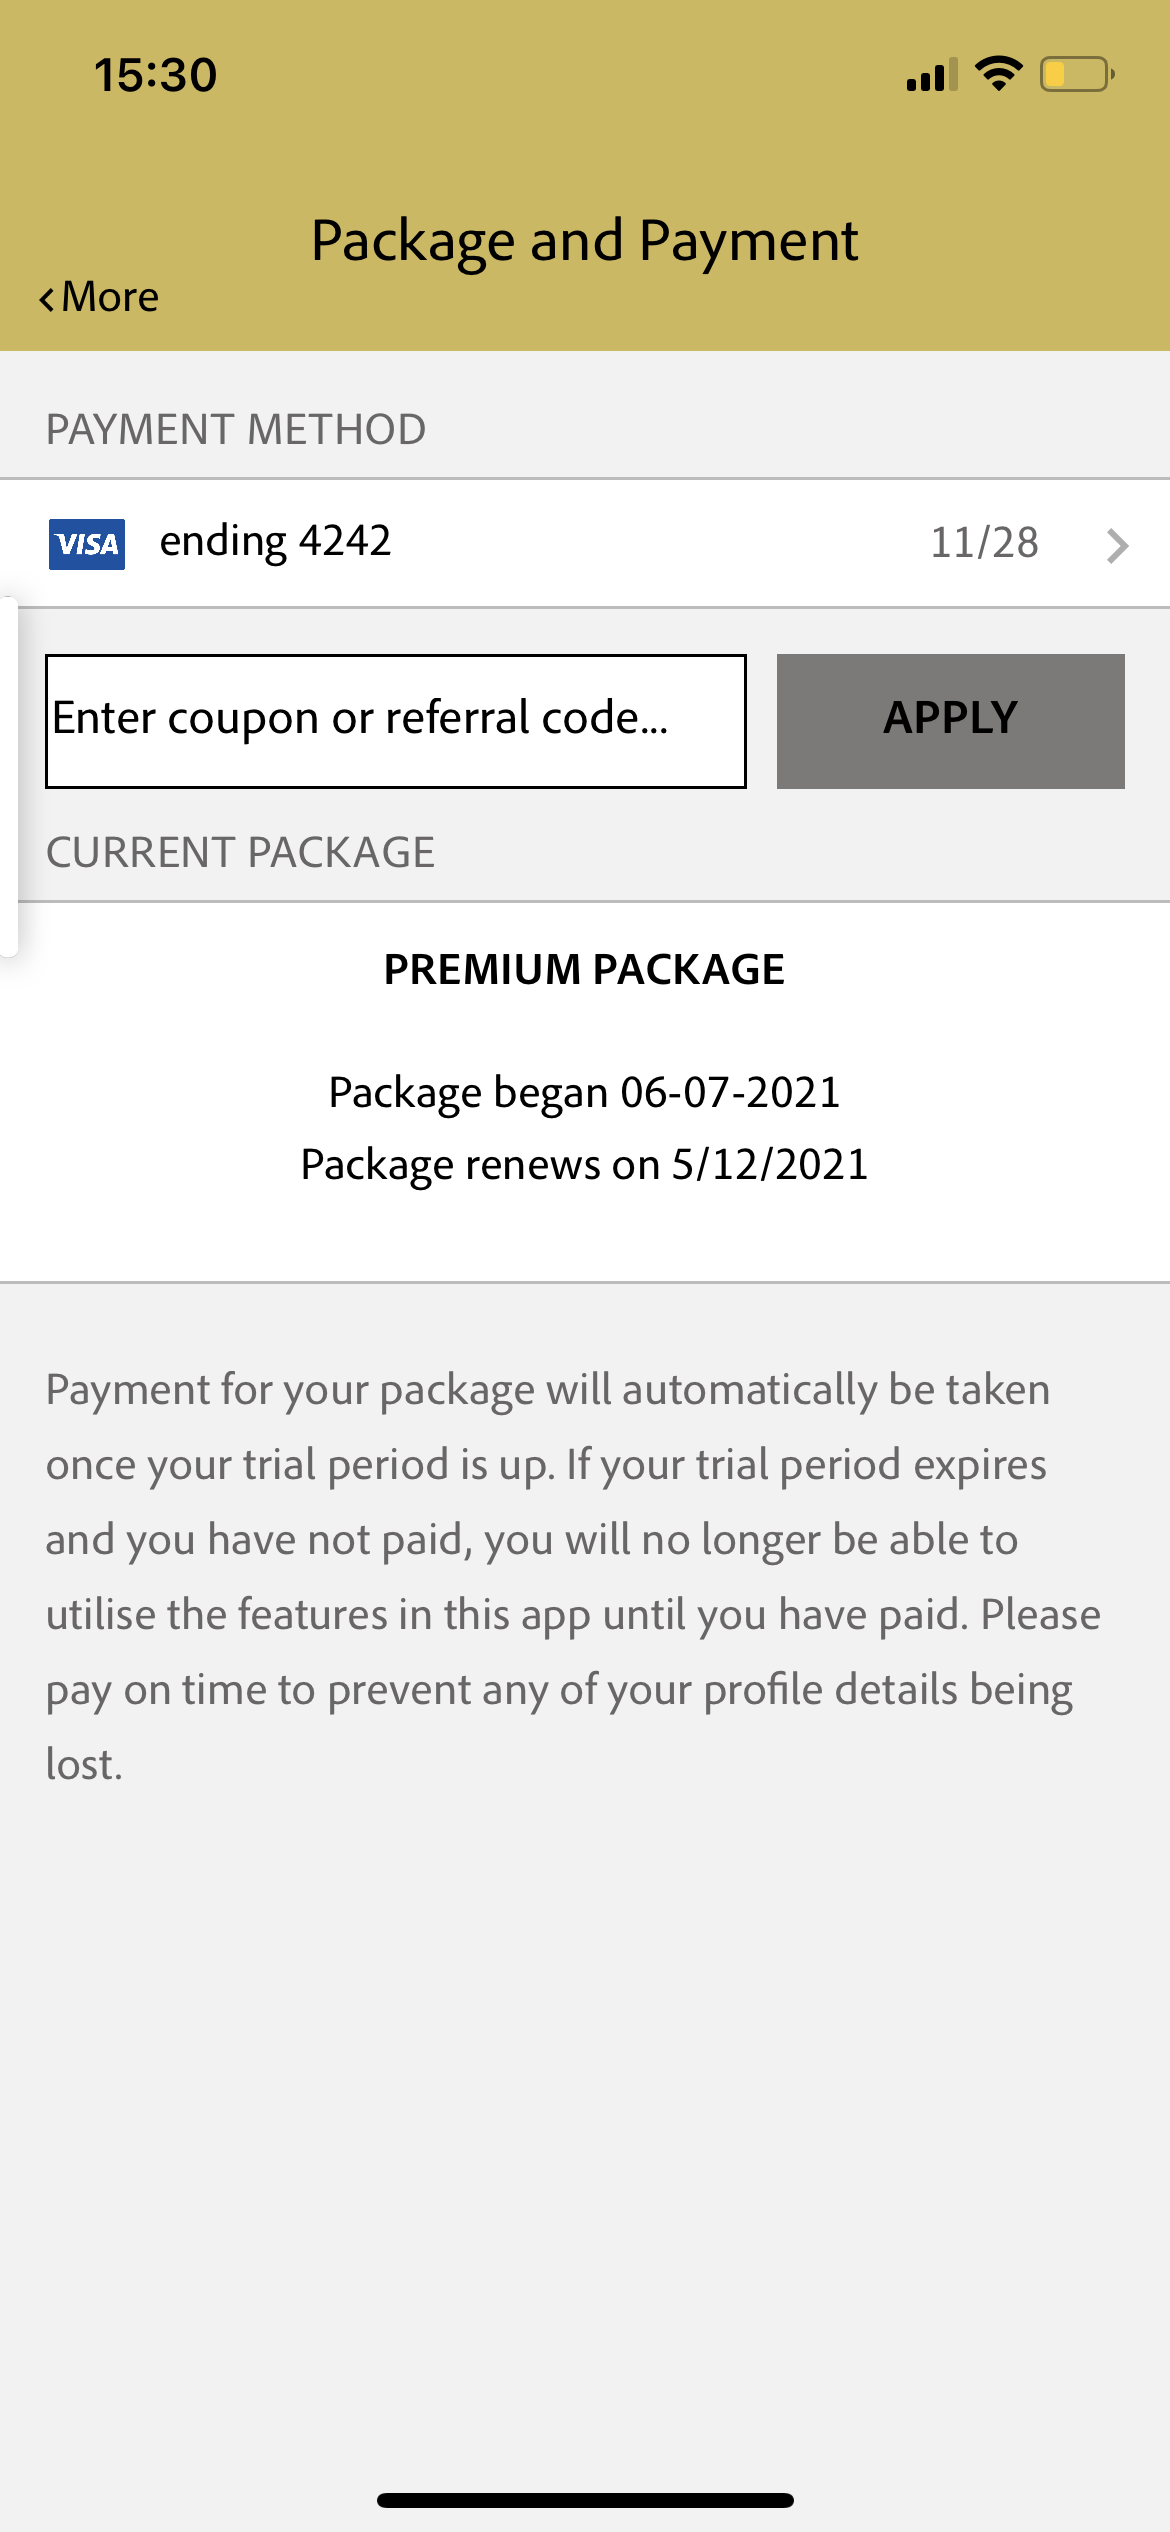 15:30
Package and Payment
‹More
PAYMENT METHOD
VISA ending 4242 11/28
Enter coupon or referral code... APPLY
CURRENT PACKAGE
PREMIUM PACKAGE
Package began 06-07-2021
Package renews on 5/12/2021
Payment for your package will automatically be taken
once your trial period is up. If your trial period expires
and you have not paid, you will no longer be able to
utilise the features in this app until you have paid. Please
pay on time to prevent any of your profile details being
lost.